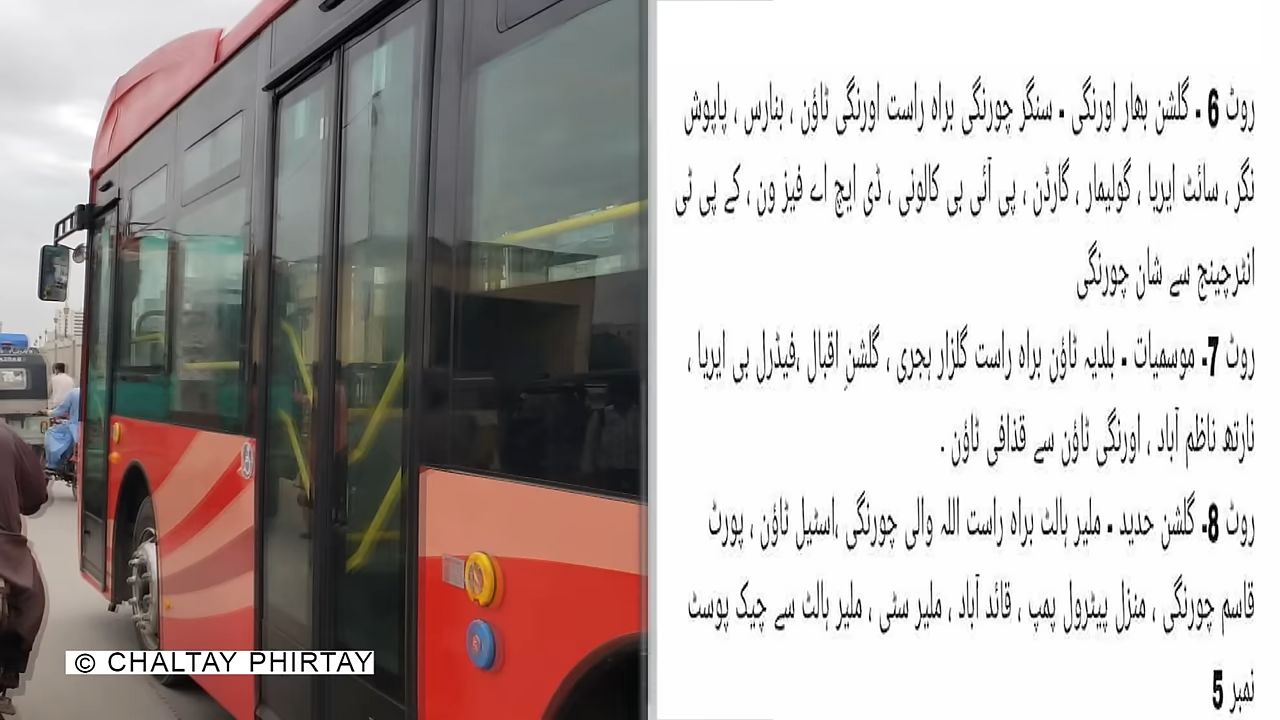 روٹ 6 - گلشن بھار اورنگی - سنگر چورنگی براہ راست اورنگی ٹاؤن ، بنارس ، پاپوش
نگر ، سائٹ ایریا ، گولیمار ، گارڈن ، پی آئی بی کالونی ، ڈی ایچ اے فیز ون ، کے پی ٹی
انٹرچینج سے شان چورنگی
روٹ 7- موسمیات - بلدیہ ٹاؤن براہ راست گلزار ہجری ، گلشنِ اقبال ،فیڈرل بی ایریا ،
نارتھ ناظم آباد ، اورنگی ٹاؤن سے قذافی ٹاؤن .
روٹ 8- گلشن حدید - ملیر ہالٹ براہ راست اللہ والی چورنگی ،اسٹیل ٹاؤن ، پورٹ
قاسم چورنگی ، منزل پیٹرول پمپ ، قائد آباد ، ملیر سٹی ، ملیر ہالٹ سے چیک پوسٹ
نمبر 5
© CHALTAY PHIRTAY